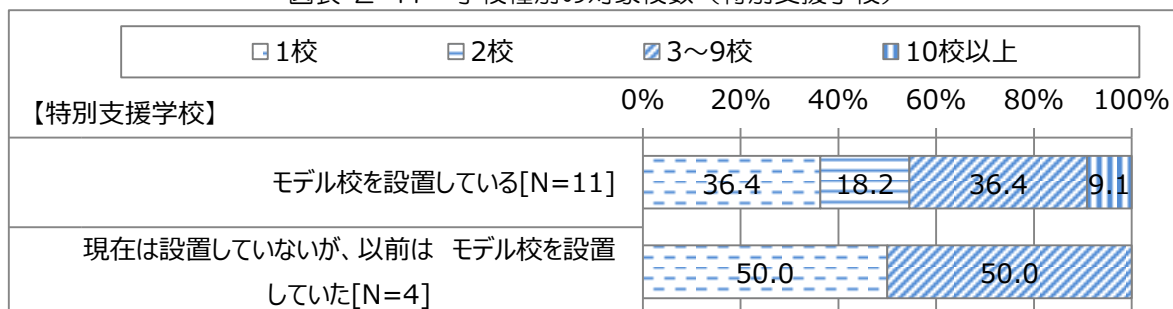 1校 2校 3～9校 10校以上
【特別支援学校】 0% 20% 40% 60% 80% 100%
モデル校を設置している[N=11] 36.4 18.2 36.4 9.1
現在は設置していないが、以前は モデル校を設置
していた[N=4] 50.0 50.0